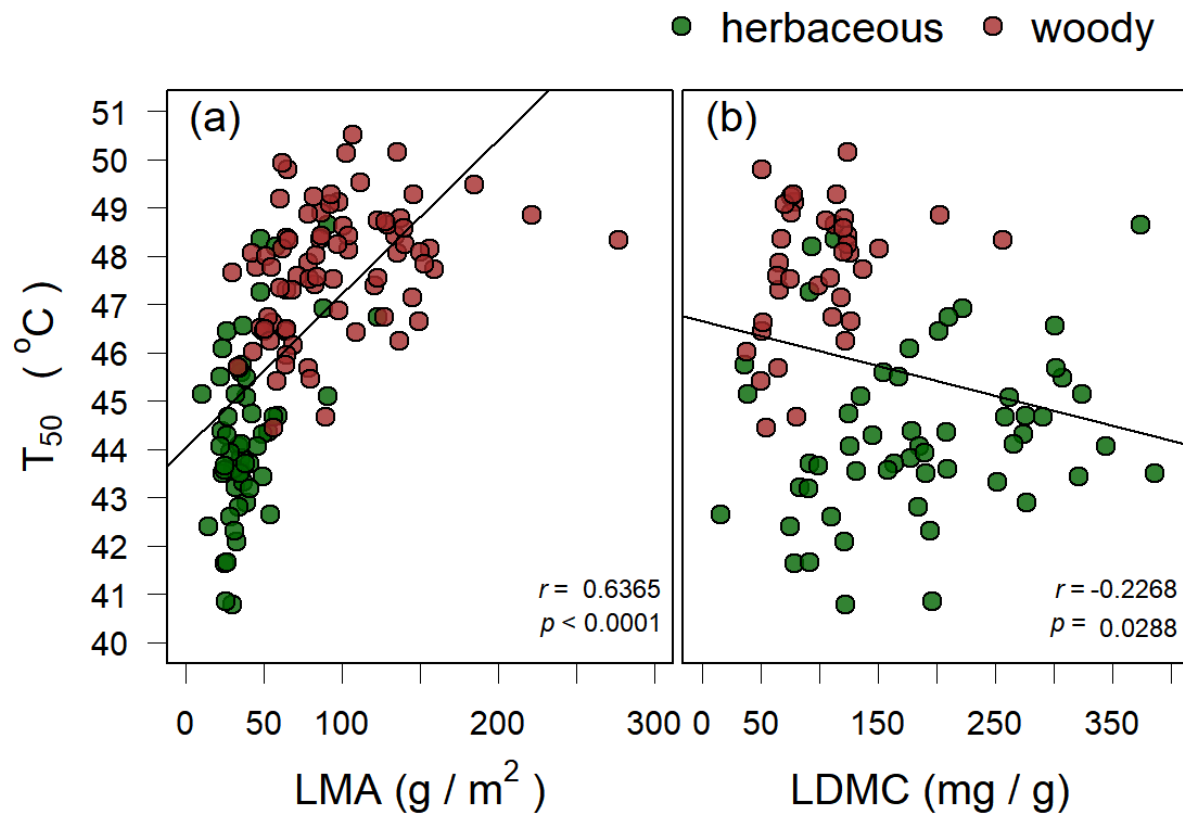 herbaceous woody
(a) (b)
51
50
49
48
47
46
45
44
43
42
41
40
T50 ( oC)
r = 0.6365
p < 0.0001
r = -0.2268
p = 0.0288
0 50 100 200 300
0 50 150 250 350
LMA (g / m2 )
LDMC (mg / g)